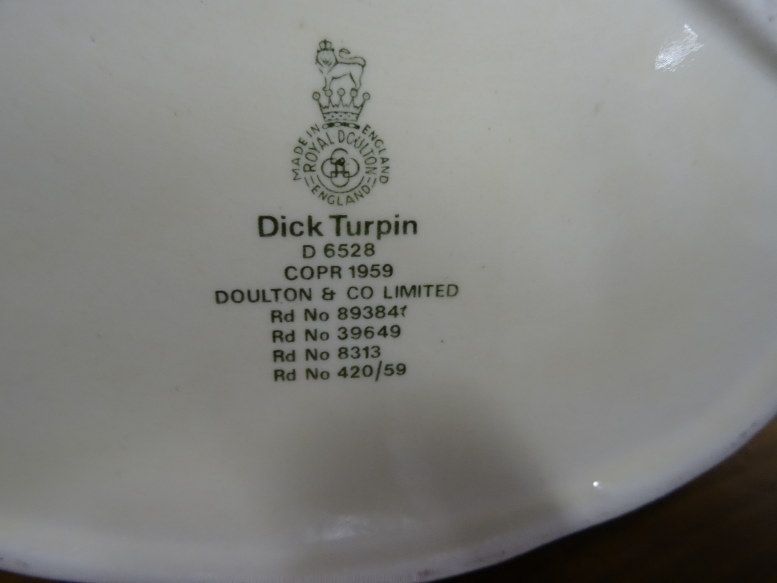 MADE IN ENGLAND
ROYAL DOULTON
ENGLAND
Dick Turpin
D 6528
COPR 1959
DOULTON & CO LIMITED
Rd No
Rd No 39649
Rd No 8313
Rd No 420/59